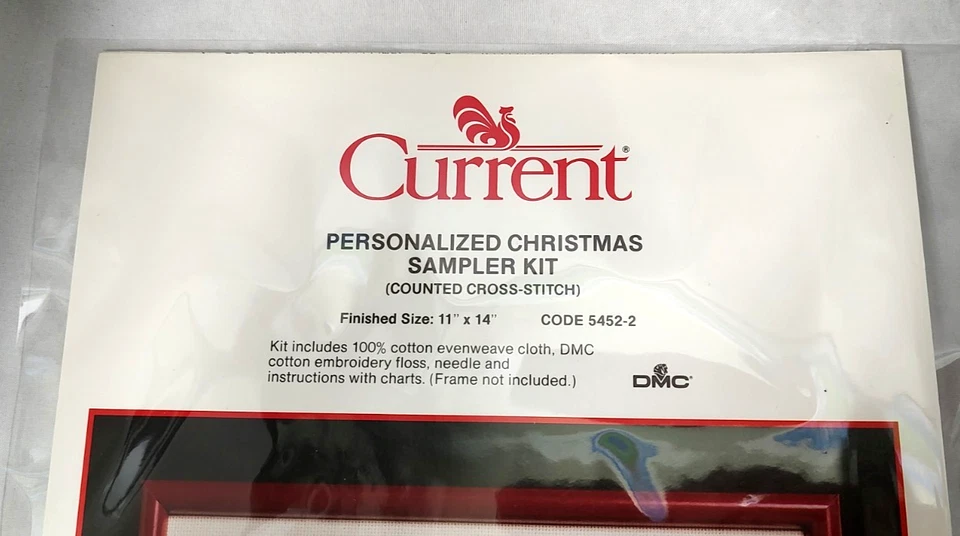 Current®
PERSONALIZED CHRISTMAS
SAMPLER KIT
(COUNTED CROSS-STITCH)
Finished Size: 11" x 14" CODE 5452-2
Kit includes 100% cotton evenweave cloth, DMC
cotton embroidery floss, needle and
instructions with charts. (Frame not included.)
DMC®